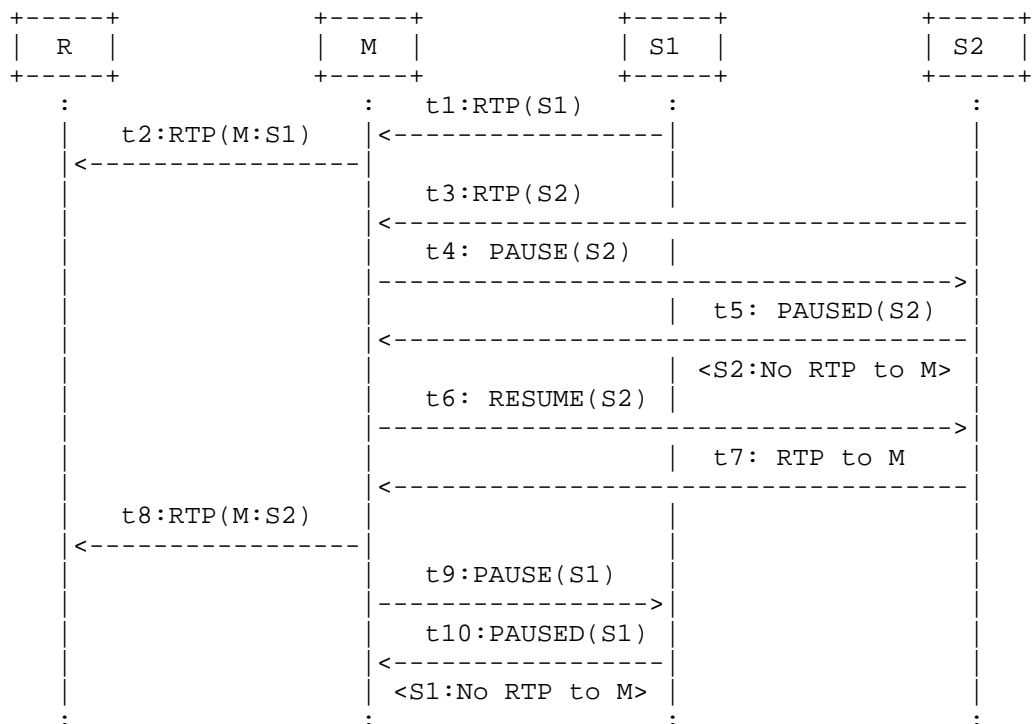 R M S1 S2
t1:RTP(S1)
t2:RTP(M:S1)
t3:RTP(S2)
t4: PAUSE(S2)
t5: PAUSED(S2)
<S2:No RTP to M>
t6: RESUME(S2)
t7: RTP to M
t8:RTP(M:S2)
t9:PAUSE(S1)
t10:PAUSED(S1)
<S1:No RTP to M>